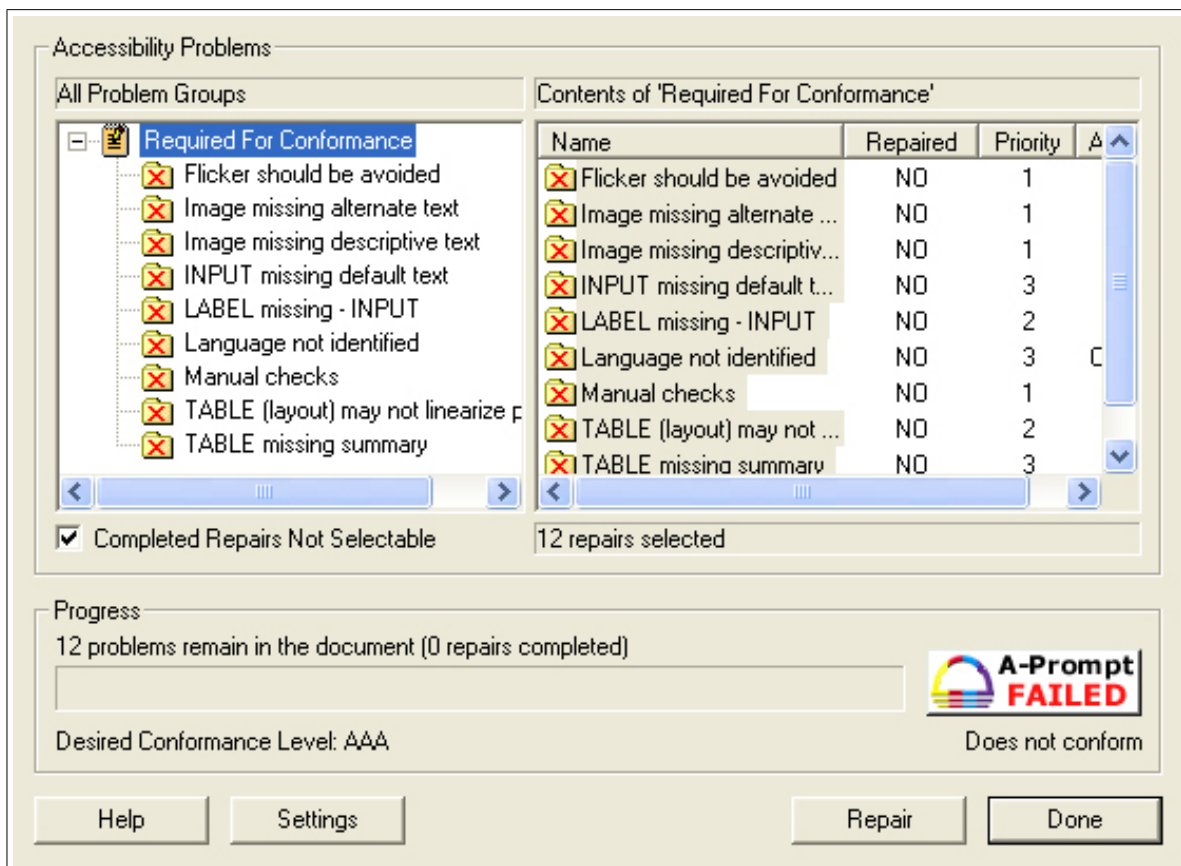 Accessibility Problems
All Problem Groups
Required For Conformance
Flicker should be avoided
Image missing alternate text
Image missing descriptive text
INPUT missing default text
LABEL missing - INPUT
Language not identified
Manual checks
TABLE (layout) may not linearize p
TABLE missing summary
Completed Repairs Not Selectable
Contents of 'Required For Conformance'
Name Repaired Priority A
Flicker should be avoided NO 1
Image missing alternate ... NO 1
Image missing descriptiv... NO 1
INPUT missing default t... NO 3
LABEL missing - INPUT NO 2
Language not identified NO 3
Manual checks NO 1
TABLE (layout) may not ... NO 2
TABLE missing summary NO 3
12 repairs selected
Progress
12 problems remain in the document (0 repairs completed)
A-Prompt
FAILED
Desired Conformance Level: AAA
Does not conform
Help
Settings
Repair
Done